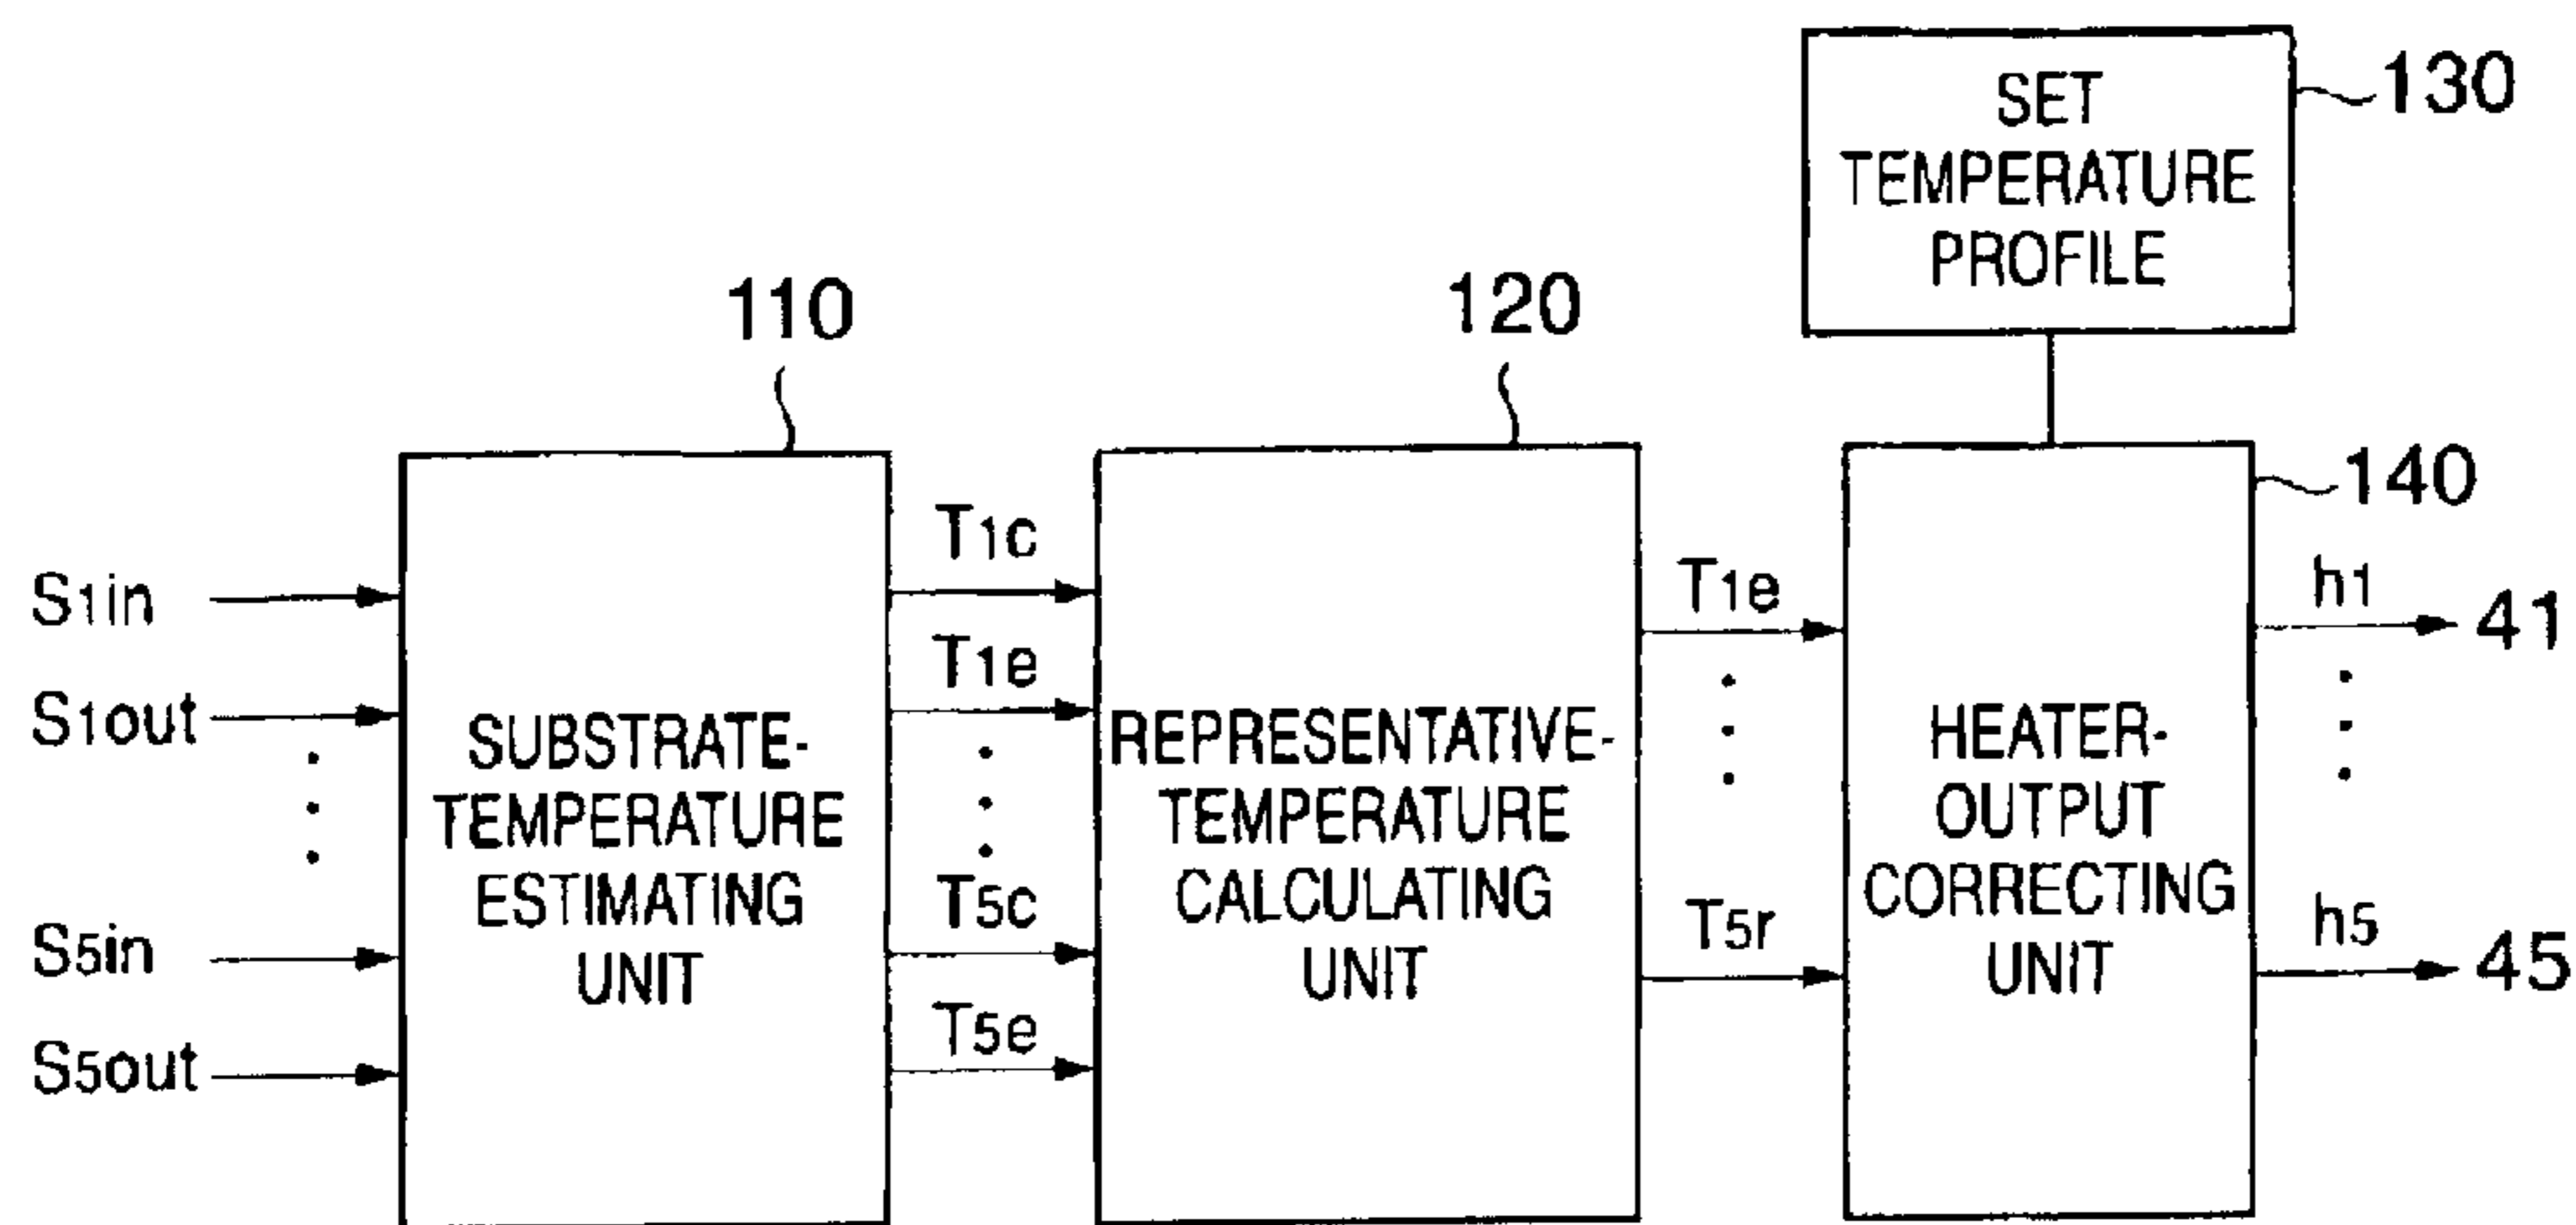 SET
TEMPERATURE
PROFILE
130
110
120
140
S1in
S1out
S5in
S5out
SUBSTRATE-
TEMPERATURE
ESTIMATING
UNIT
T1c
T1e
T5c
T5e
REPRESENTATIVE-
TEMPERATURE
CALCULATING
UNIT
T1e
T5r
HEATER-
OUTPUT
CORRECTING
UNIT
h1
41
h5
45